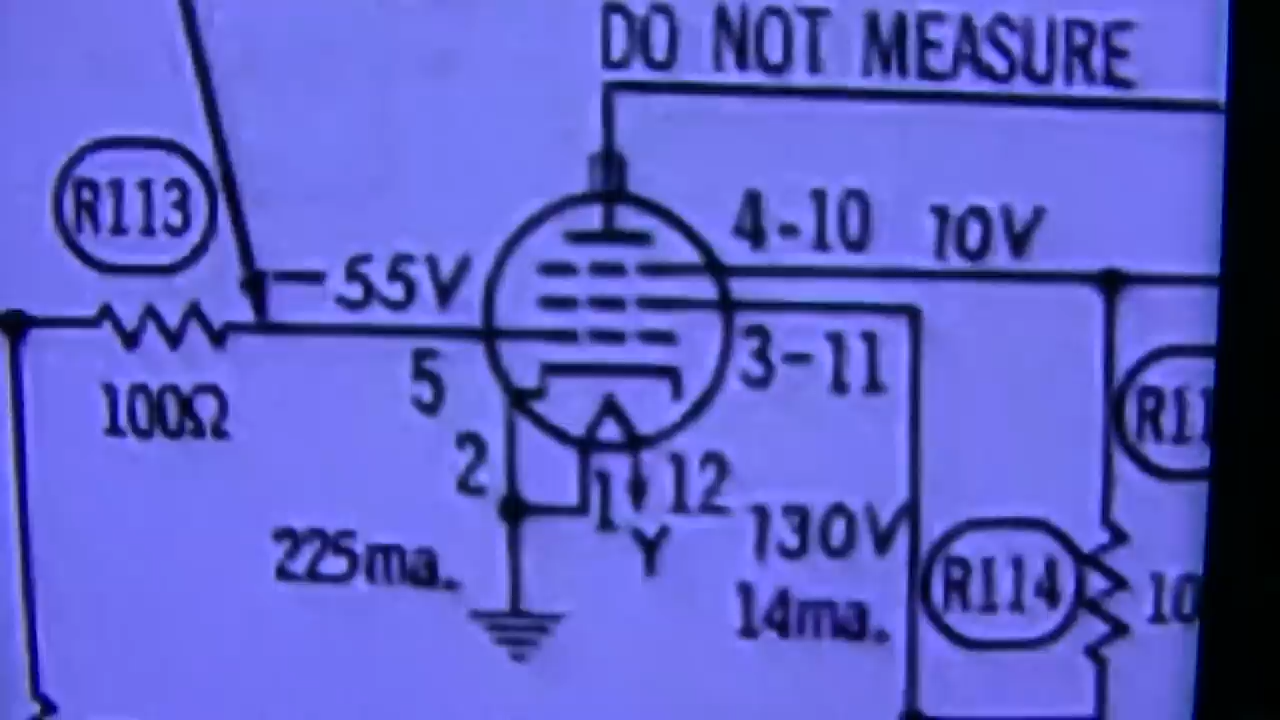 DO NOT MEASURE
R113
4-10 10V
-55V
3-11
5
100Ω
2
1 12
Y
130V
225ma.
R114
14ma.